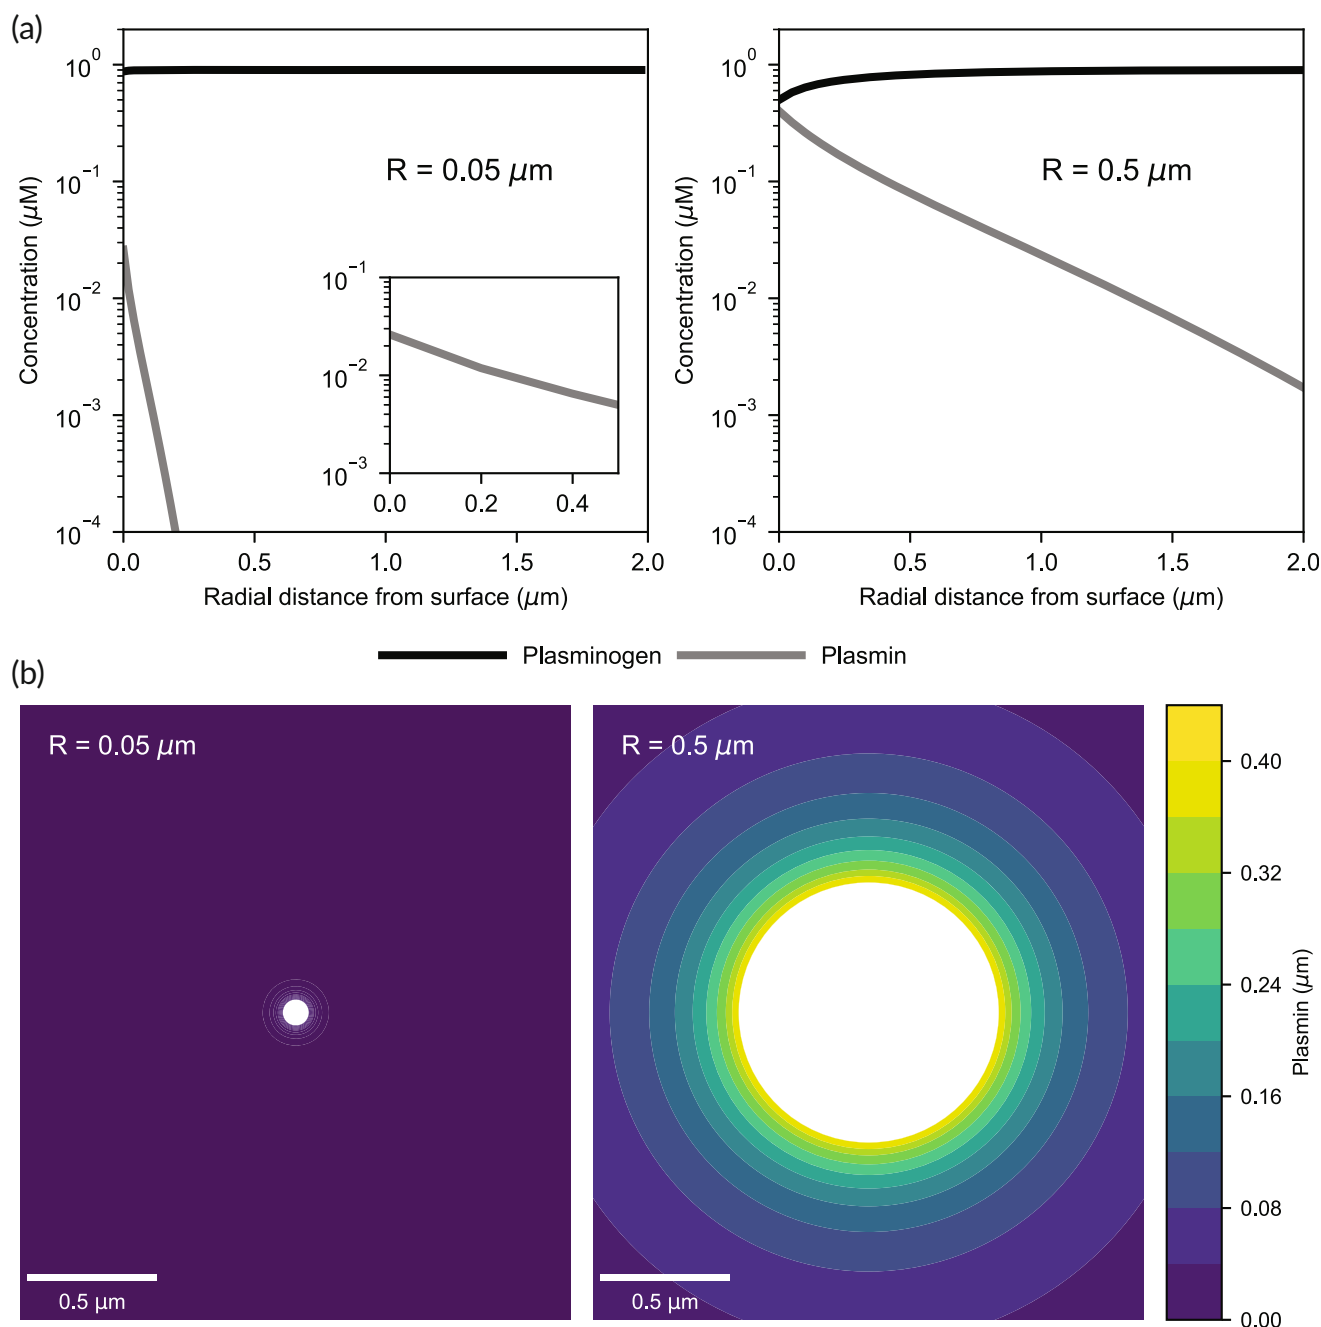 (a)
10⁰
10⁻¹
10⁻²
10⁻³
10⁻⁴
Concentration (μM)
R = 0.05 μm
10⁻¹
10⁻²
10⁻³
0.0 0.2 0.4
0.0 0.5 1.0 1.5 2.0
Radial distance from surface (μm)
10⁰
10⁻¹
10⁻²
10⁻³
10⁻⁴
Concentration (μM)
R = 0.5 μm
0.0 0.5 1.0 1.5 2.0
Radial distance from surface (μm)
Plasminogen Plasmin
(b)
R = 0.05 μm
0.5 μm
R = 0.5 μm
0.5 μm
0.40
0.32
0.24
0.16
0.08
0.00
Plasmin (μm)